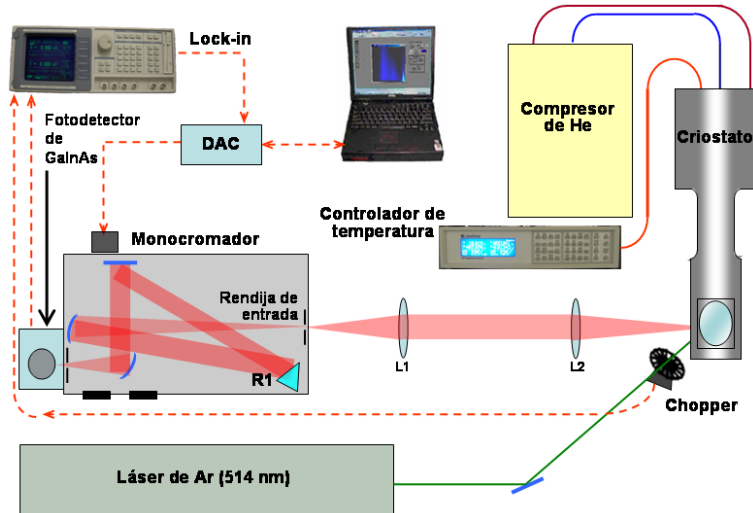 Lock-in
Fotodetector
de
GaInAs
DAC
Compresor
de He
Criostato
Controlador de
temperatura
Monocromador
Rendija de
entrada
R1
L1
L2
Chopper
Láser de Ar (514 nm)